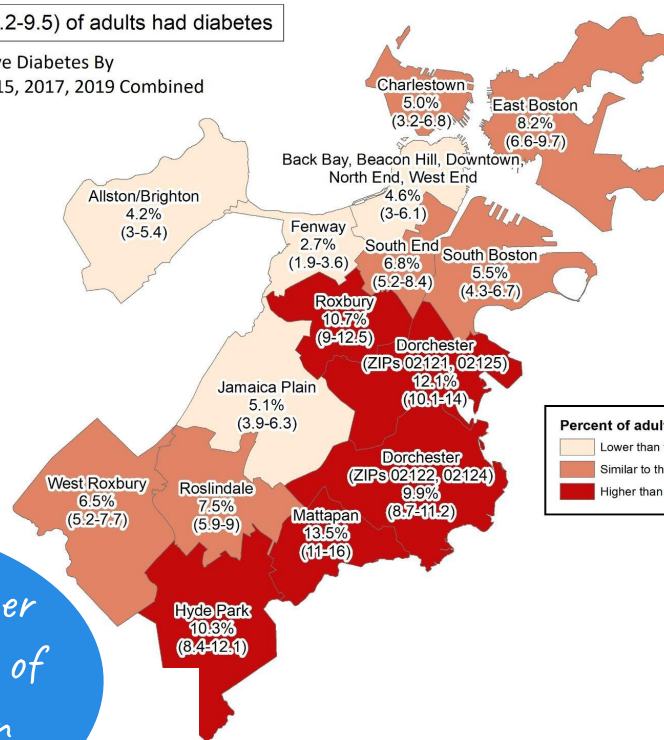 .2-9.5) of adults had diabetes
ve Diabetes By
15, 2017, 2019 Combined
Charlestown
5.0%
(3.2-6.8)
East Boston
8.2%
(6.6-9.7)
Back Bay, Beacon Hill, Downtown,
North End, West End
4.6%
(3-6.1)
Allston/Brighton
4.2%
(3-5.4)
Fenway
2.7%
(1.9-3.6)
South End
6.8%
(5.2-8.4)
South Boston
5.5%
(4.3-6.7)
Roxbury
10.7%
(9-12.5)
Dorchester
(ZIPs 02121, 02125)
12.1%
(10.1-14)
Jamaica Plain
5.1%
(3.9-6.3)
Percent of adul
Lower than
Similar to th
Higher than
Dorchester
(ZIPs 02122, 02124)
9.9%
(8.7-11.2)
West Roxbury
6.5%
(5.2-7.7)
Roslindale
7.5%
(5.9-9)
Mattapan
13.5%
(11-16)
Hyde Park
10.3%
(8.4-12.1)
er
of